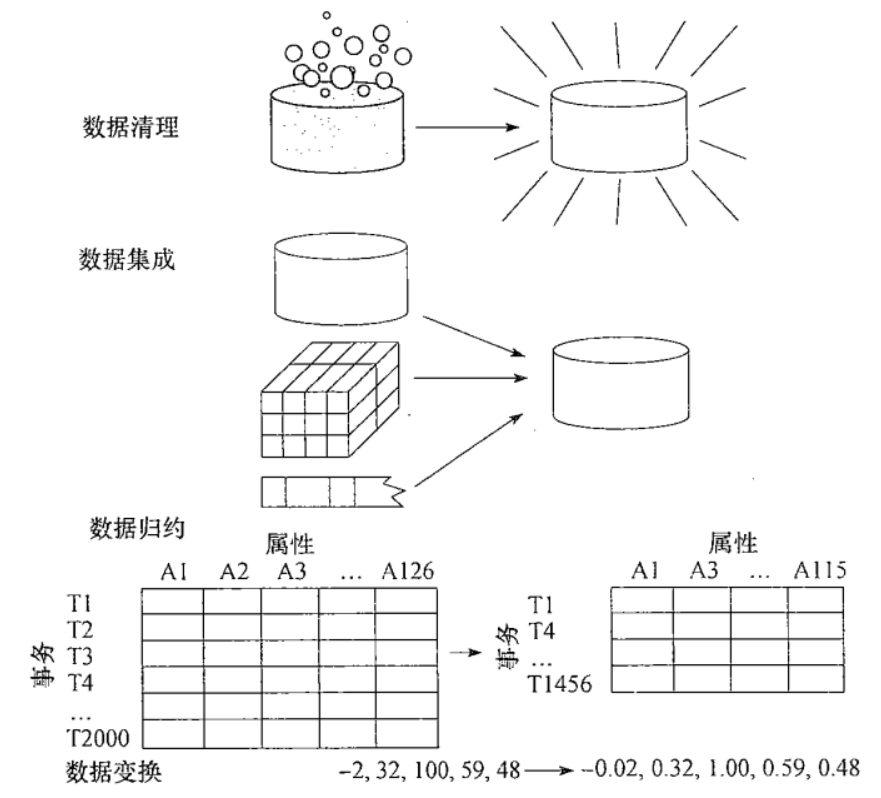 数据清理
数据集成
数据归约
属性
A1 A2 A3 … A126
事务
T1
T2
T3
T4
…
T2000
属性
A1 A3 … A115
事务
T1
T4
…
T1456
数据变换 -2, 32, 100, 59, 48 → -0.02, 0.32, 1.00, 0.59, 0.48